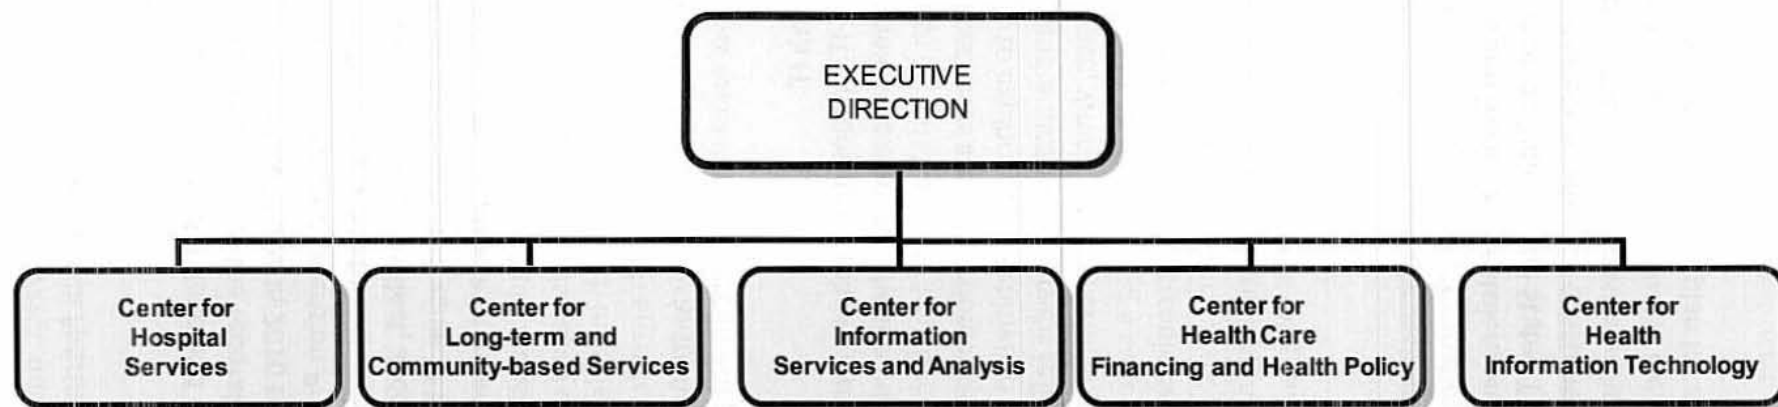 EXECUTIVE
DIRECTION
Center for
Hospital
Services
Center for
Long-term and
Community-based Services
Center for
Information
Services and Analysis
Center for
Health Care
Financing and Health Policy
Center for
Health
Information Technology